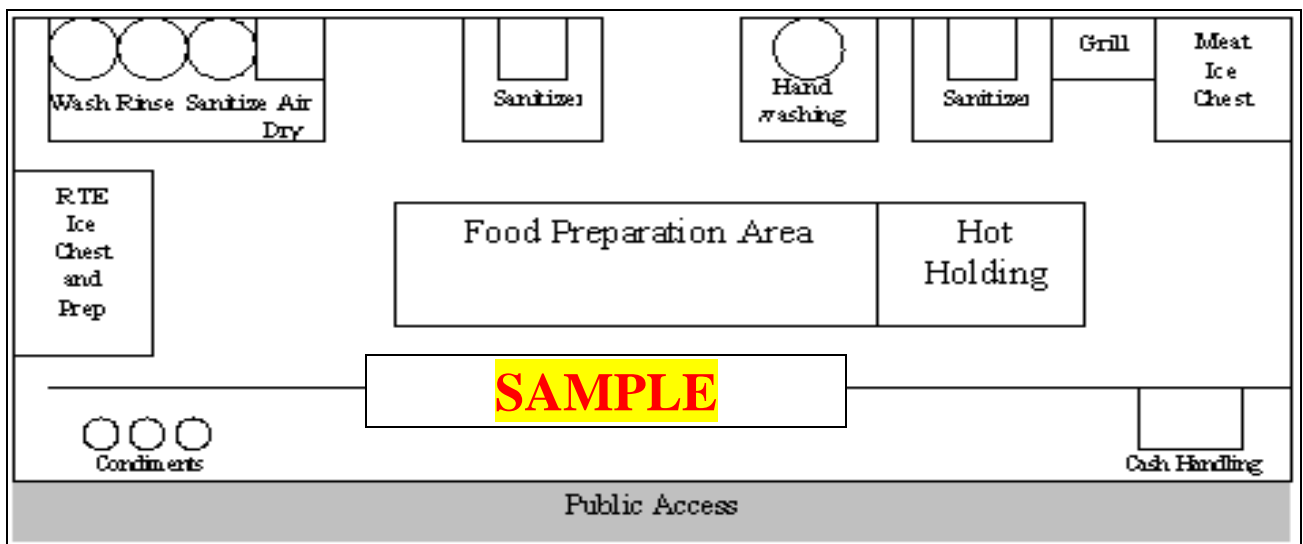 Wash Rinse Sanitize Air
Dry
Sanitizer
Hand
washing
Sanitizer
Grill
Meat
Ice
Chest
RTE
Ice
Chest
and
Prep
Food Preparation Area
Hot
Holding
SAMPLE
Condiments
Cash Handling
Public Access